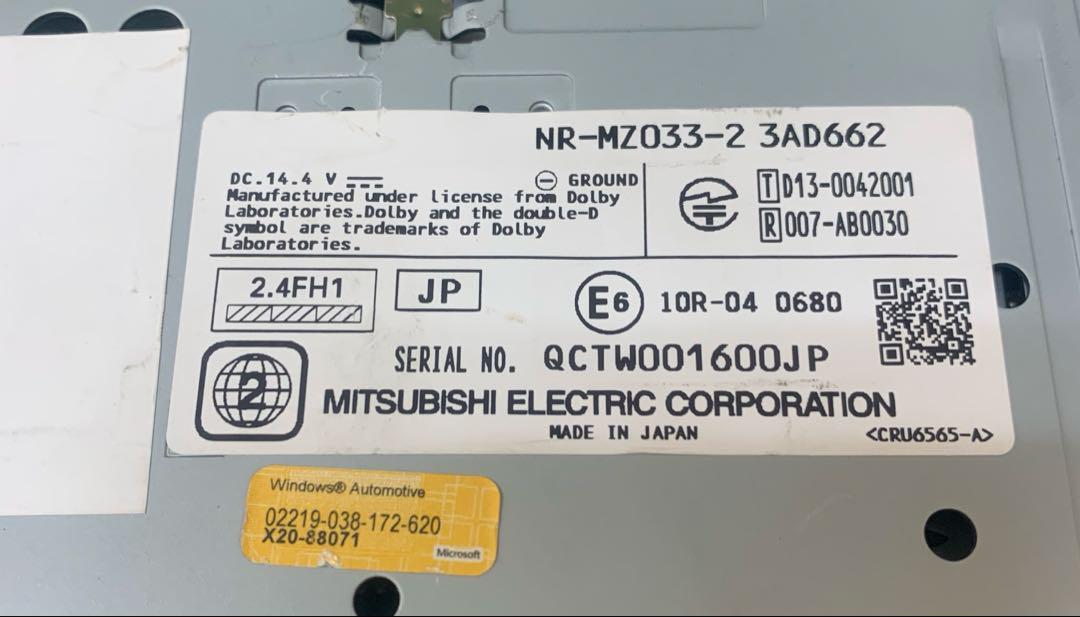 NR-MZ033-2 3AD662
DC.14.4 V
GROUND
Manufactured under license from Dolby
Laboratories.Dolby and the double-D
symbol are trademarks of Dolby
Laboratories.
T D13-0042001
R 007-AB0030
2.4FH1
JP
E6 10R-04 0680
SERIAL NO. QCTW001600JP
2
MITSUBISHI ELECTRIC CORPORATION
MADE IN JAPAN
<CRU6565-A>
Windows® Automotive
02219-038-172-620
X20-88071
Microsoft